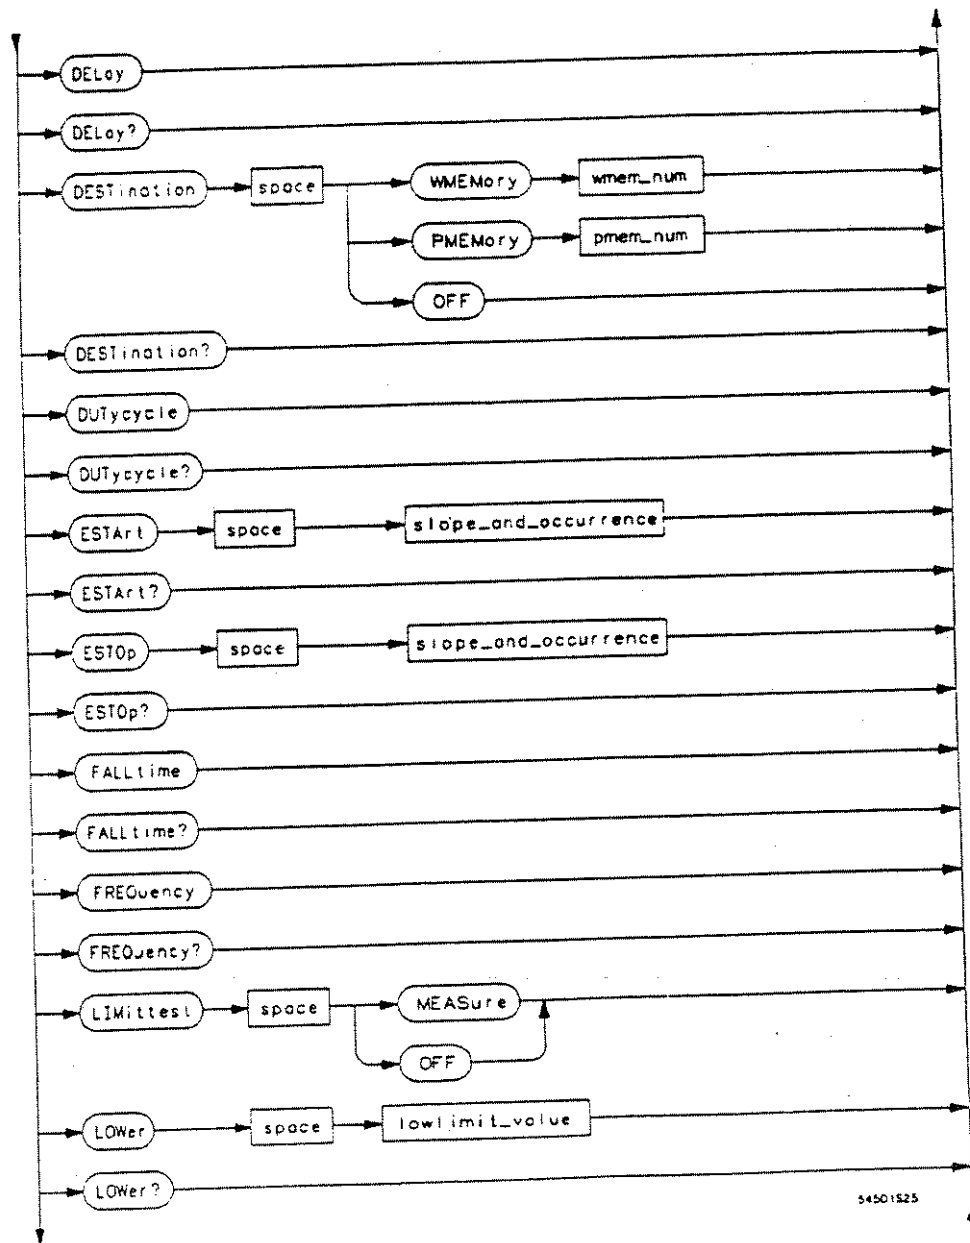 DELay
DELay?
DESTination space WMEMory wmem_num
PMEMory pmem_num
OFF
DESTination?
DUTycycle
DUTycycle?
ESTArt space slope_and_occurrence
ESTArt?
ESTOp space slope_and_occurrence
ESTOp?
FALLtime
FALLtime?
FREQuency
FREQuency?
LIMittest space MEASure
OFF
LOWer space lowlimit_value
LOWer?
54501S25